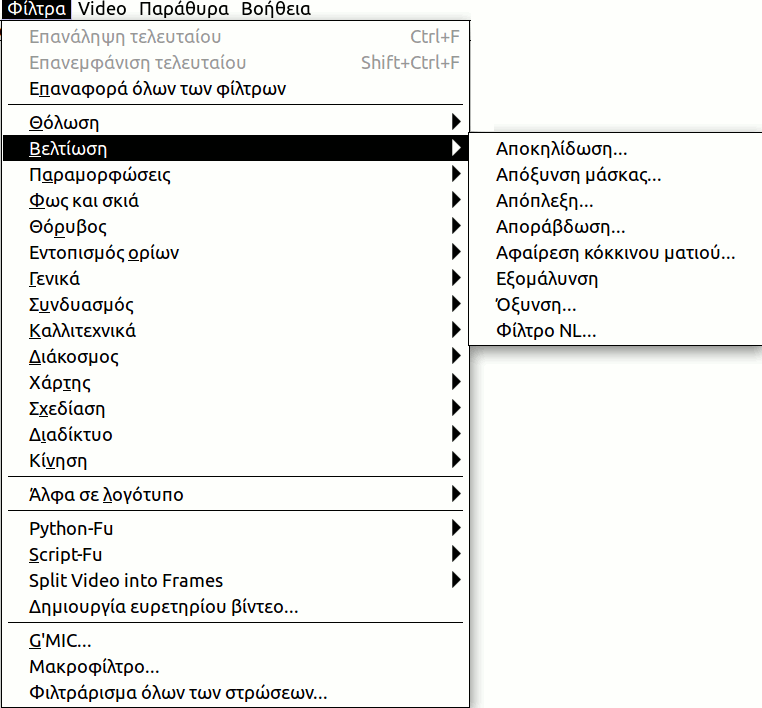 Φίλτρα Video Παράθυρα Βοήθεια
Επανάληψη τελευταίου Ctrl+F
Επανεμφάνιση τελευταίου Shift+Ctrl+F
Επαναφορά όλων των φίλτρων
Θόλωση
Βελτίωση
Παραμορφώσεις
Φως και σκιά
Θόρυβος
Εντοπισμός ορίων
Γενικά
Συνδυασμός
Καλλιτεχνικά
Διάκοσμος
Χάρτης
Σχεδίαση
Διαδίκτυο
Κίνηση
Άλφα σε λογότυπο
Python-Fu
Script-Fu
Split Video into Frames
Δημιουργία ευρετηρίου βίντεο...
G'MIC...
Μακροφίλτρο...
Φιλτράρισμα όλων των στρώσεων...
Αποκηλίδωση...
Απόξυνση μάσκας...
Απόπλεξη...
Αποράβδωση...
Αφαίρεση κόκκινου ματιού...
Εξομάλυνση
Όξυνση...
Φίλτρο NL...